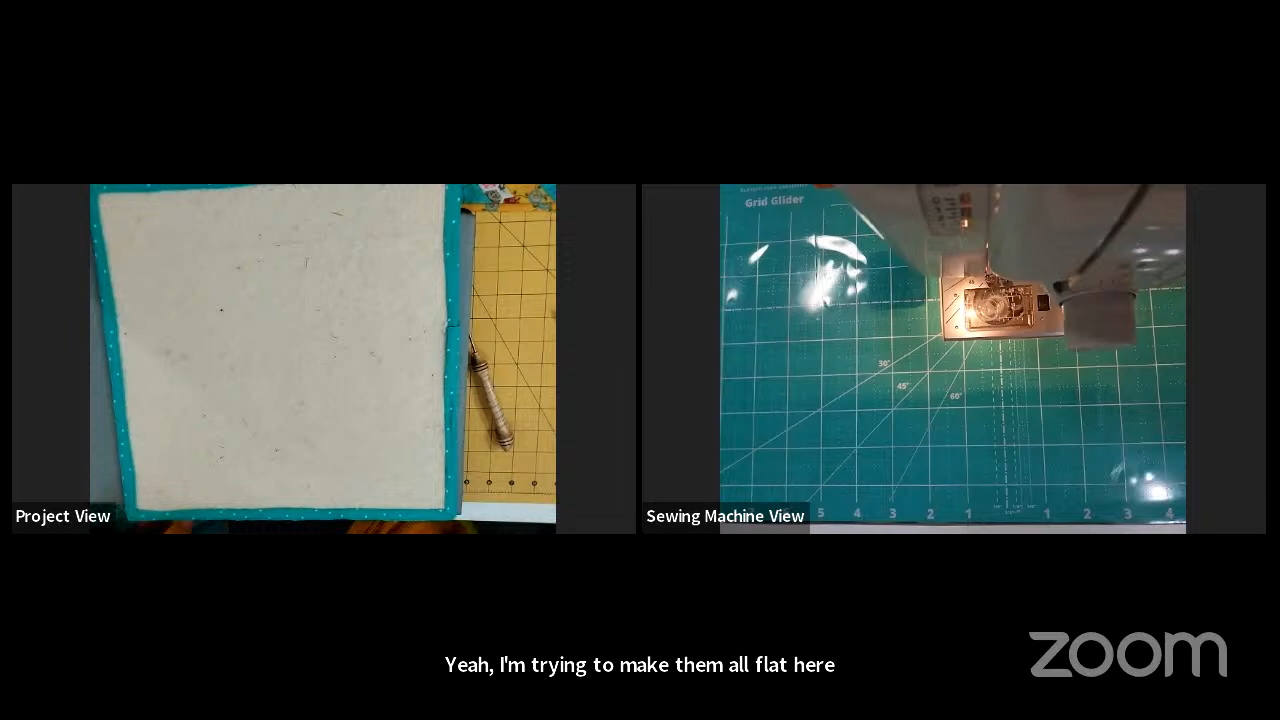 Grid Glider
30°
45°
60°
5 4 3 2 1 1 2 3 4
Project View
Sewing Machine View
Yeah, I'm trying to make them all flat here
zoom